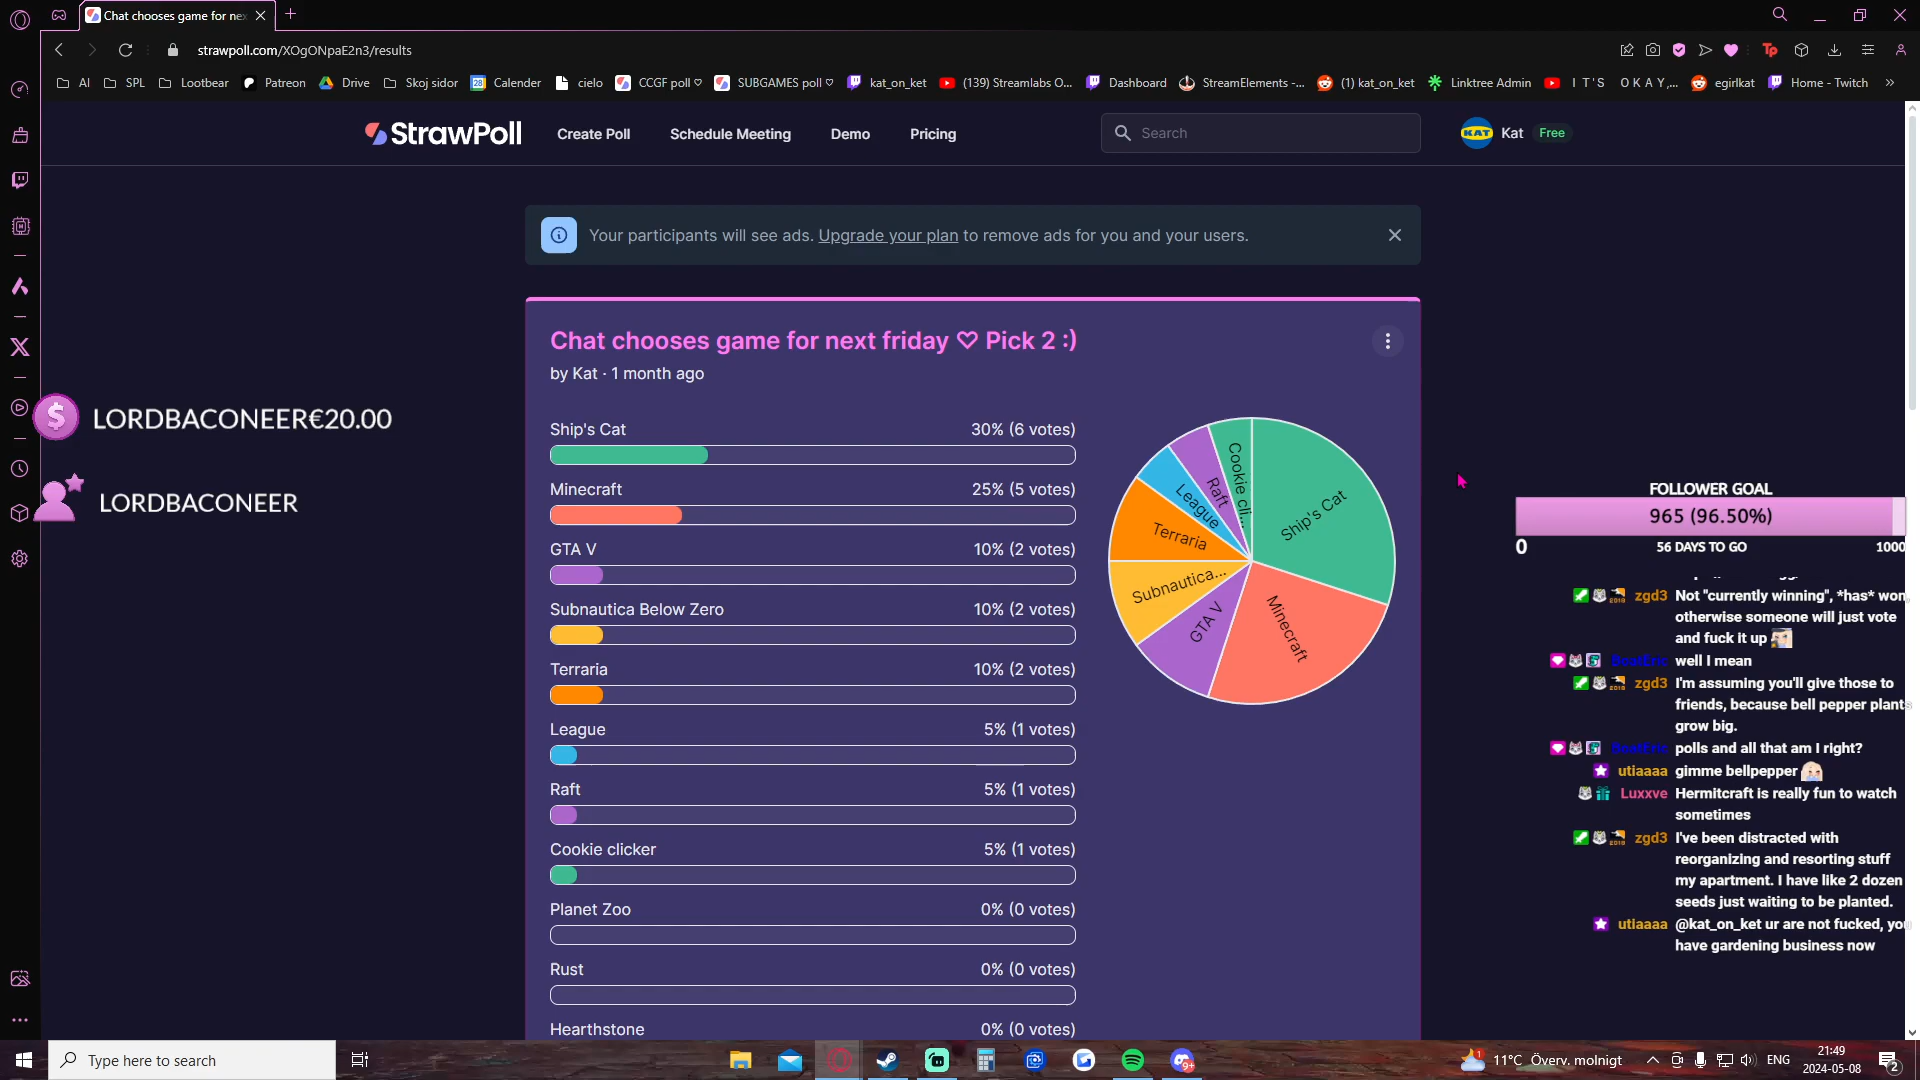 Chat chooses game for nex
strawpoll.com/XOgONpaE2n3/results
AI SPL Lootbear Patreon Drive Skoj sidor Calender cielo CCGF poll♡ SUBGAMES poll♡ kat_on_ket (139) Streamlabs O... Dashboard StreamElements -... (1) kat_on_ket Linktree Admin I T ' S O K A Y ,... egirlkat Home - Twitch »
StrawPoll Create Poll Schedule Meeting Demo Pricing Search KAT Kat Free
Your participants will see ads. Upgrade your plan to remove ads for you and your users.
Chat chooses game for next friday ♡ Pick 2 :)
by Kat · 1 month ago
Ship's Cat 30% (6 votes)
Minecraft 25% (5 votes)
GTA V 10% (2 votes)
Subnautica Below Zero 10% (2 votes)
Terraria 10% (2 votes)
League 5% (1 votes)
Raft 5% (1 votes)
Cookie clicker 5% (1 votes)
Planet Zoo 0% (0 votes)
Rust 0% (0 votes)
Hearthstone 0% (0 votes)
Ship's Cat
Minecraft
GTA V
Subnautica...
Terraria
League
Raft
Cookie cli...
$ LORDBACONEER€20.00
LORDBACONEER
FOLLOWER GOAL
965 (96.50%)
0 56 DAYS TO GO 1000
zgd3 Not "currently winning", *has* won,
otherwise someone will just vote
and fuck it up
BoatEric well I mean
zgd3 I'm assuming you'll give those to
friends, because bell pepper plants
grow big.
BoatEric polls and all that am I right?
utiaaaa gimme bellpepper
Luxxve Hermitcraft is really fun to watch
sometimes
zgd3 I've been distracted with
reorganizing and resorting stuff
my apartment. I have like 2 dozen
seeds just waiting to be planted.
utiaaaa @kat_on_ket ur are not fucked, you
have gardening business now
Type here to search
9+
1 11°C Överv. molnigt ENG
21:49
2024-05-08
2